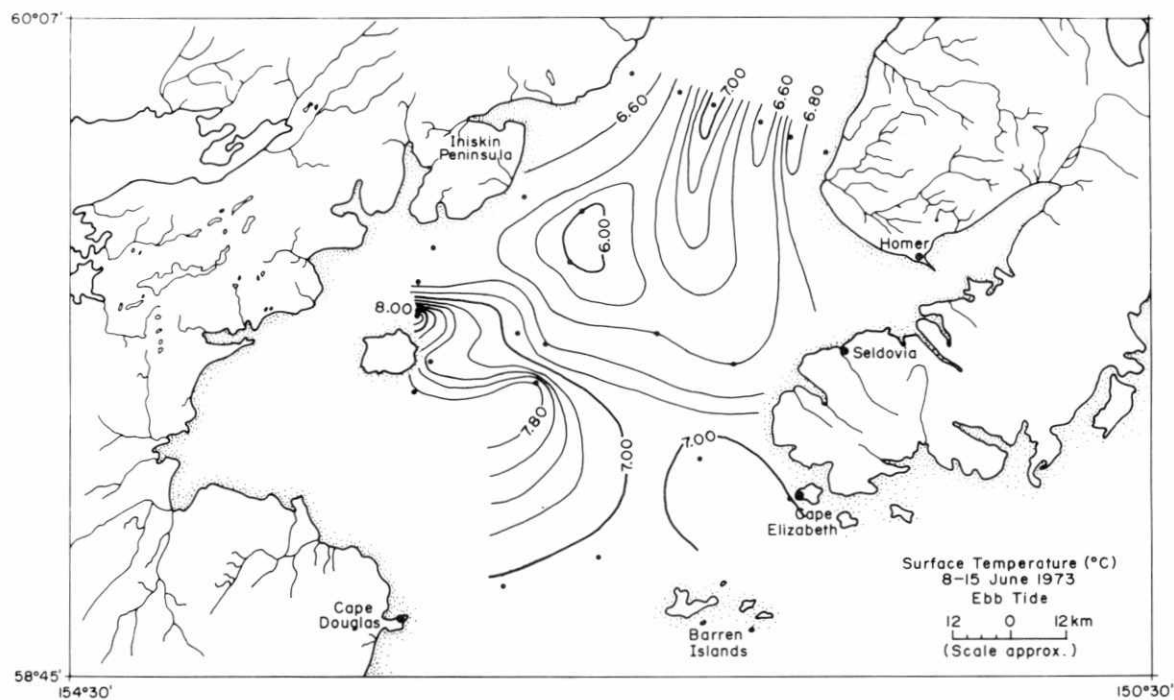 60°07'
7.00
6.60
6.80
6.60
Iniskin
Peninsula
6.00
Homer
8.00
Seldovia
7.80
7.00
7.00
Cape
Elizabeth
Surface Temperature (°C)
8-15 June 1973
Ebb Tide
12 0 12 km
(Scale approx.)
Cape
Douglas
Barren
Islands
58°45'
154°30'
150°30'